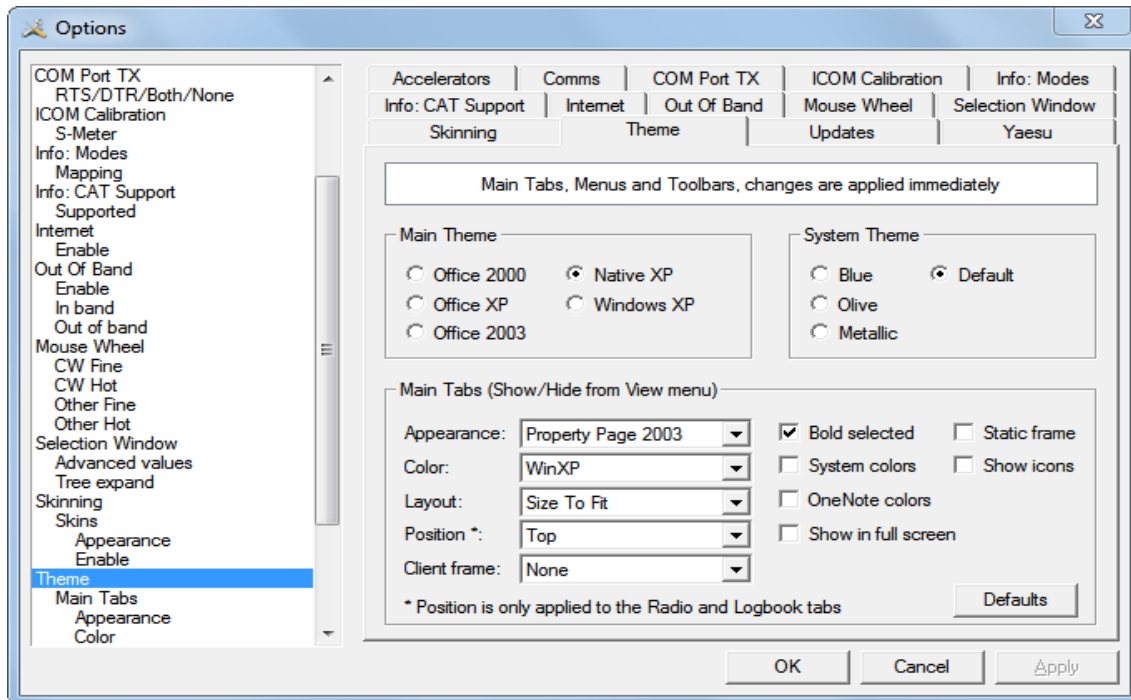 Options
COM Port TX
RTS/DTR/Both/None
ICOM Calibration
S-Meter
Info: Modes
Mapping
Info: CAT Support
Supported
Internet
Enable
Out Of Band
Enable
In band
Out of band
Mouse Wheel
CW Fine
CW Hot
Other Fine
Other Hot
Selection Window
Advanced values
Tree expand
Skinning
Skins
Appearance
Enable
Theme
Main Tabs
Appearance
Color
Accelerators Comms COM Port TX ICOM Calibration Info: Modes
Info: CAT Support Internet Out Of Band Mouse Wheel Selection Window
Skinning Theme Updates Yaesu
Main Tabs, Menus and Toolbars, changes are applied immediately
Main Theme
Office 2000 Native XP
Office XP Windows XP
Office 2003
System Theme
Blue Default
Olive
Metallic
Main Tabs (Show/Hide from View menu)
Appearance: Property Page 2003 Bold selected Static frame
Color: WinXP System colors Show icons
Layout: Size To Fit OneNote colors
Position *: Top Show in full screen
Client frame: None
* Position is only applied to the Radio and Logbook tabs Defaults
OK Cancel Apply